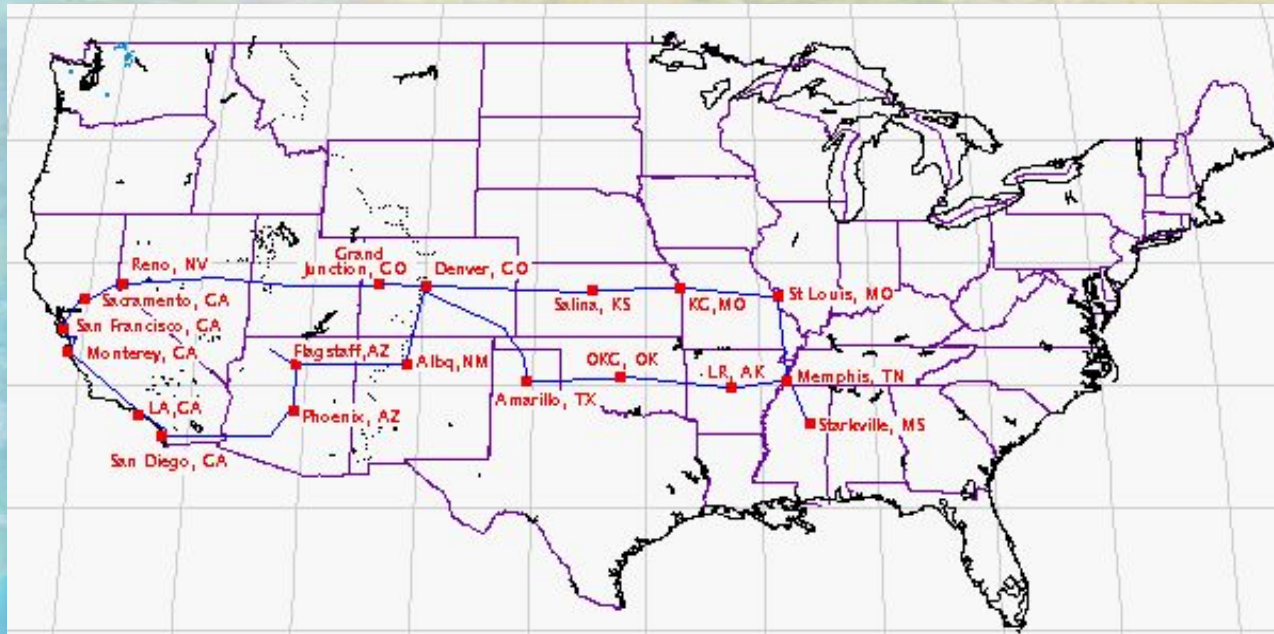 Reno, NV
Grand
Junction, CO
Denver, CO
Sacramento, CA
Salina, KS
KC, MO
St Louis, MO
San Francisco, CA
Monterey, CA
Flagstaff, AZ
Albq, NM
OKC, OK
LR, AK
Memphis, TN
Amarillo, TX
LA, CA
Phoenix, AZ
Starkville, MS
San Diego, CA